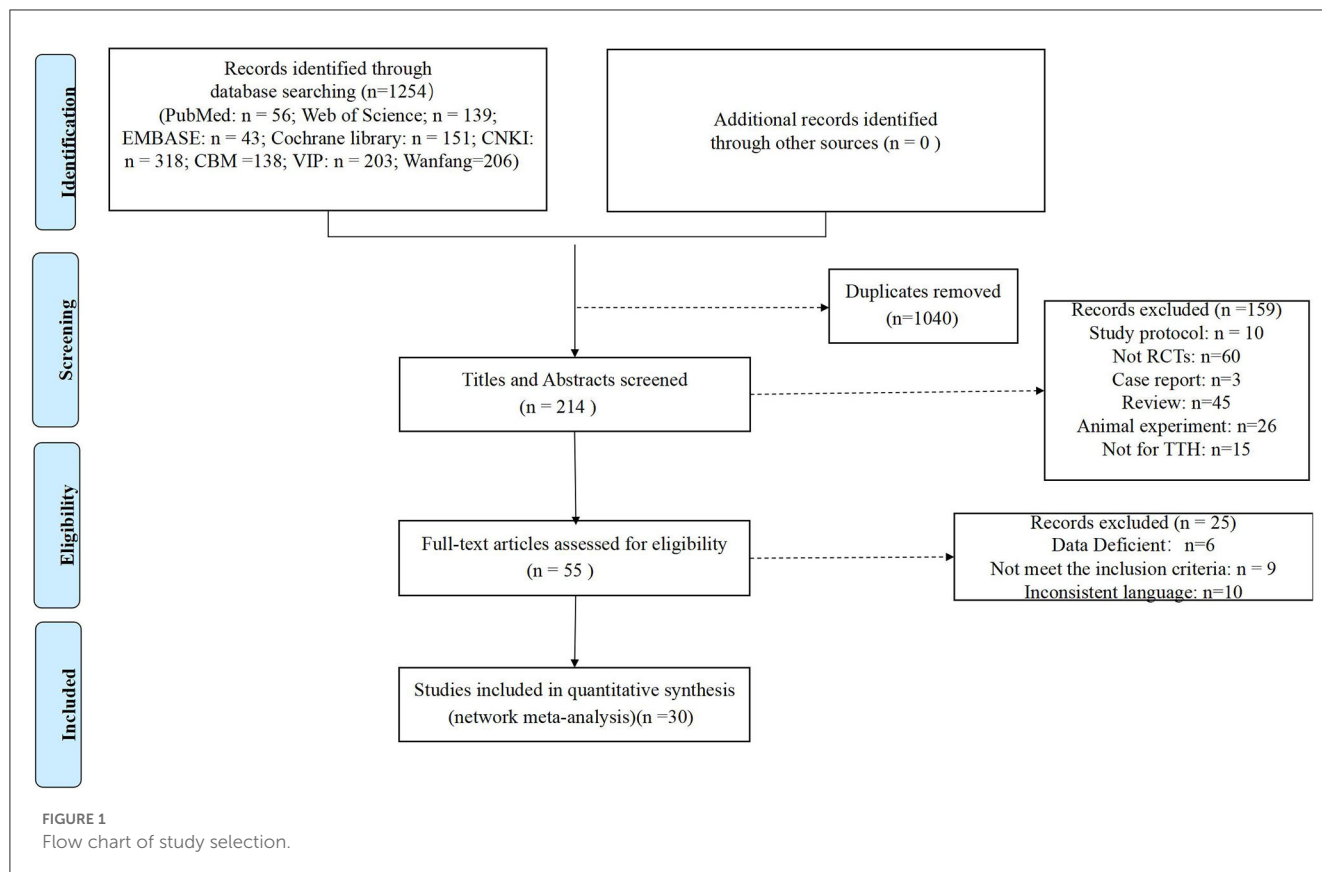 Identification
Records identified through
database searching (n=1254）
(PubMed: n = 56; Web of Science; n = 139;
EMBASE: n = 43; Cochrane library: n = 151; CNKI:
n = 318; CBM =138; VIP: n = 203; Wanfang=206)
Additional records identified
through other sources (n = 0 )
Screening
Duplicates removed
(n=1040)
Titles and Abstracts screened
(n = 214 )
Records excluded (n =159)
Study protocol: n = 10
Not RCTs: n=60
Case report: n=3
Review: n=45
Animal experiment: n=26
Not for TTH: n=15
Eligibility
Full-text articles assessed for eligibility
(n = 55 )
Records excluded (n = 25)
Data Deficient： n=6
Not meet the inclusion criteria: n = 9
Inconsistent language: n=10
Included
Studies included in quantitative synthesis
(network meta-analysis)(n =30)
FIGURE 1
Flow chart of study selection.